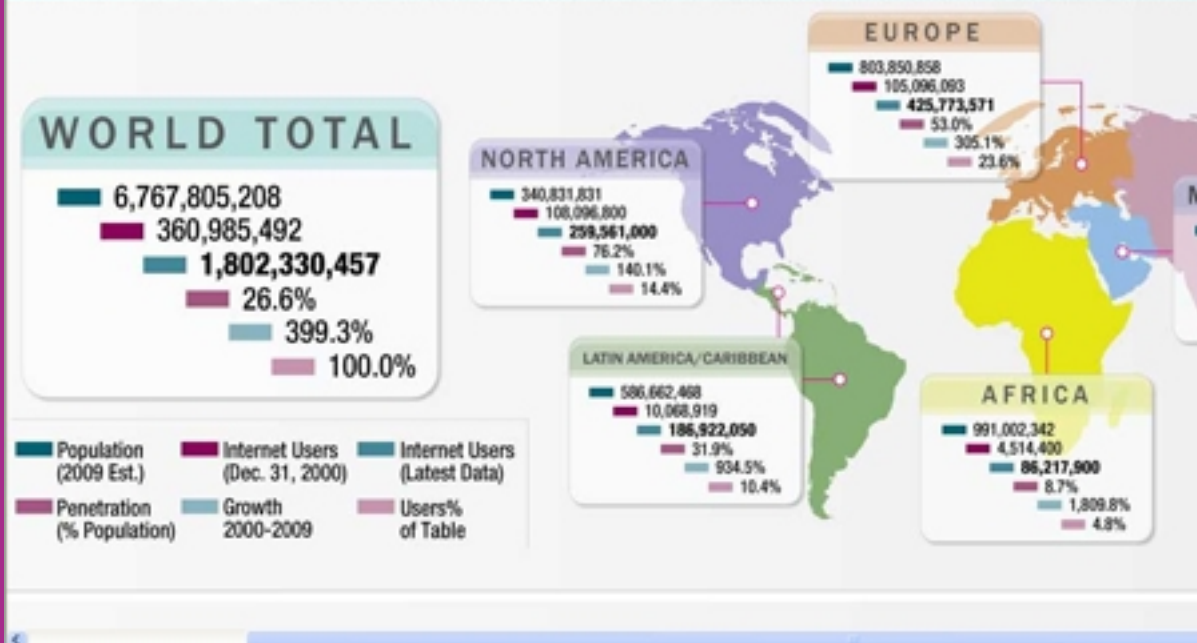 WORLD TOTAL
6,767,805,208
360,985,492
1,802,330,457
26.6%
399.3%
100.0%
NORTH AMERICA
340,831,831
108,096,800
259,561,000
76.2%
140.1%
14.4%
EUROPE
803,850,858
105,096,093
425,773,571
53.0%
305.1%
23.6%
LATIN AMERICA/CARIBBEAN
586,662,468
10,068,919
186,922,050
31.9%
934.5%
10.4%
AFRICA
991,002,342
4,514,400
86,217,900
8.7%
1,809.8%
4.8%
Population
(2009 Est.)
Internet Users
(Dec. 31, 2000)
Internet Users
(Latest Data)
Penetration
(% Population)
Growth
2000-2009
Users%
of Table